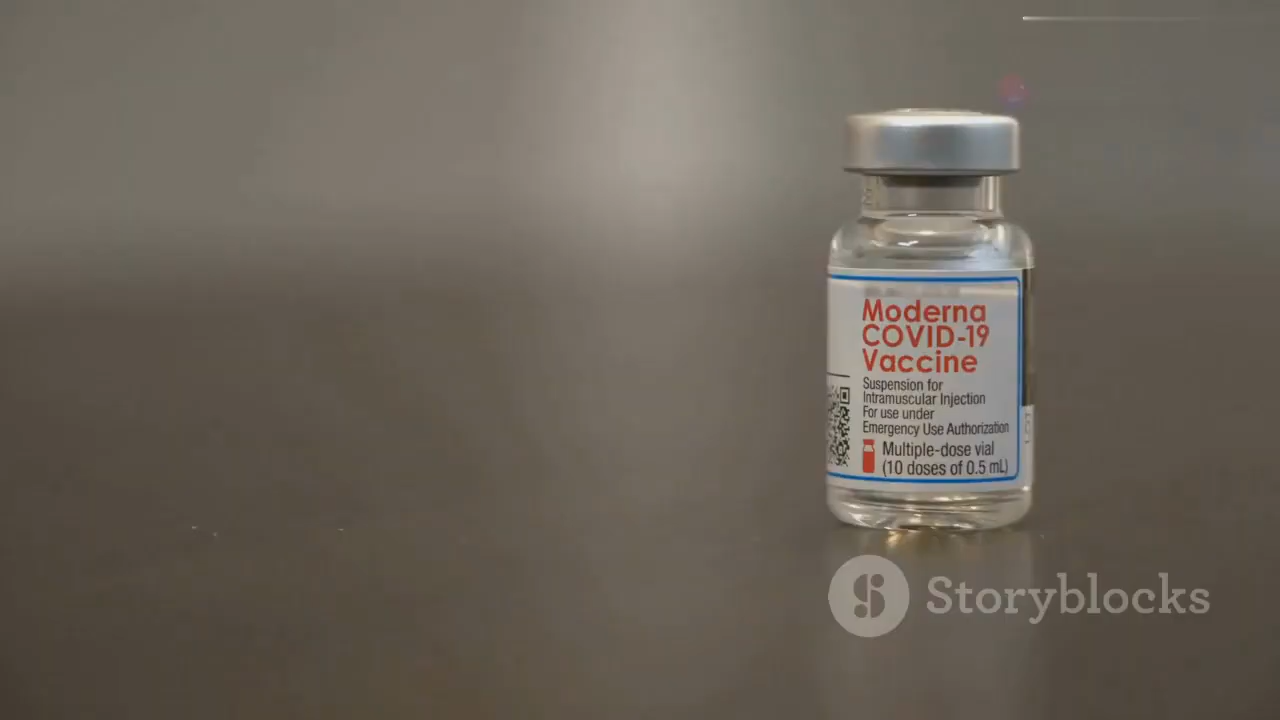 Moderna
COVID-19
Vaccine
Suspension for
Intramuscular Injection
For use under
Emergency Use Authorization
Multiple-dose vial
(10 doses of 0.5 mL)
Storyblocks